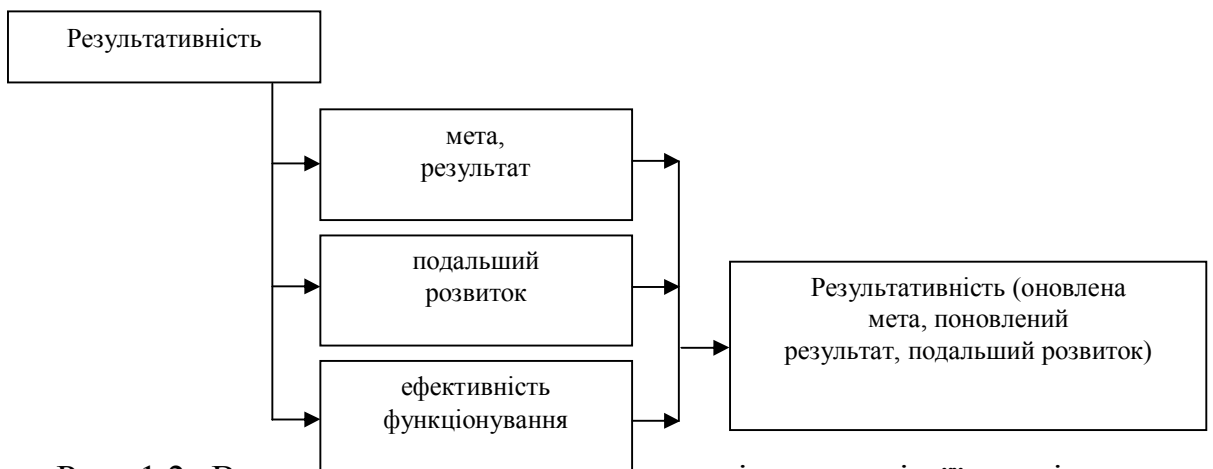 Результативність
мета,
результат
подальший
розвиток
ефективність
функціонування
Результативність (оновлена
мета, поновлений
результат, подальший розвиток)